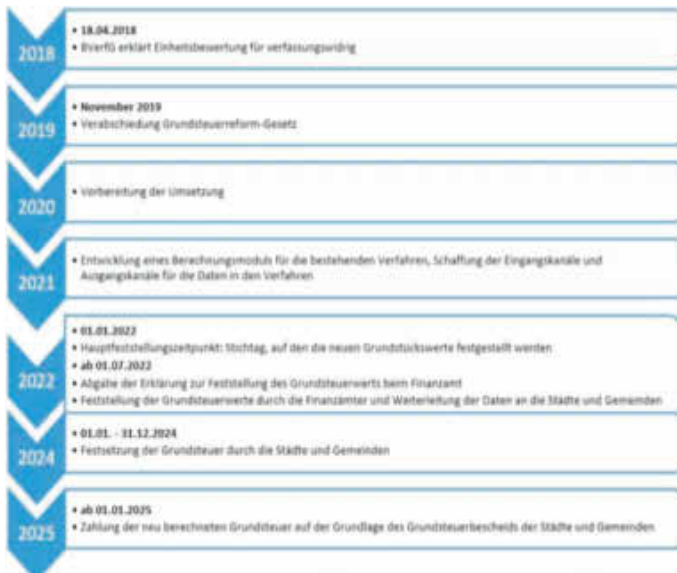 2018
• 18.04.2018
• BVerfG erklärt Einheitsbewertung für verfassungswidrig
2019
• November 2019
• Verabschiedung Grundsteuerreform-Gesetz
2020
• Vorbereitung der Umsetzung
2021
• Entwicklung eines Berechnungsmoduls für die bestehenden Verfahren, Schaffung der Eingangskanäle und
Ausgangskanäle für die Daten in den Verfahren
2022
• 01.01.2022
• Hauptfeststellungszeitpunkt: Stichtag, auf den die neuen Grundstückswerte festgestellt werden
• ab 01.07.2022
• Abgabe der Erklärung zur Feststellung des Grundsteuerwerts beim Finanzamt
• Feststellung der Grundsteuerwerte durch die Finanzämter und Weiterleitung der Daten an die Städte und Gemeinden
2024
• 01.01. - 31.12.2024
• Festsetzung der Grundsteuer durch die Städte und Gemeinden
2025
• ab 01.01.2025
• Zahlung der neu berechneten Grundsteuer auf der Grundlage des Grundsteuerbescheids der Städte und Gemeinden